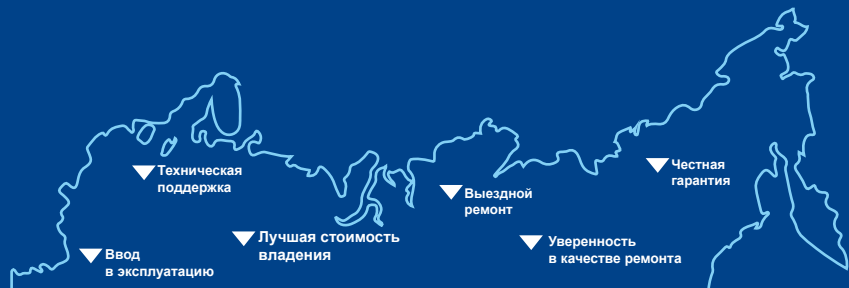 Техническая
поддержка
Честная
гарантия
Выездной
ремонт
Лучшая стоимость
владения
Уверенность
в качестве ремонта
Ввод
в эксплуатацию